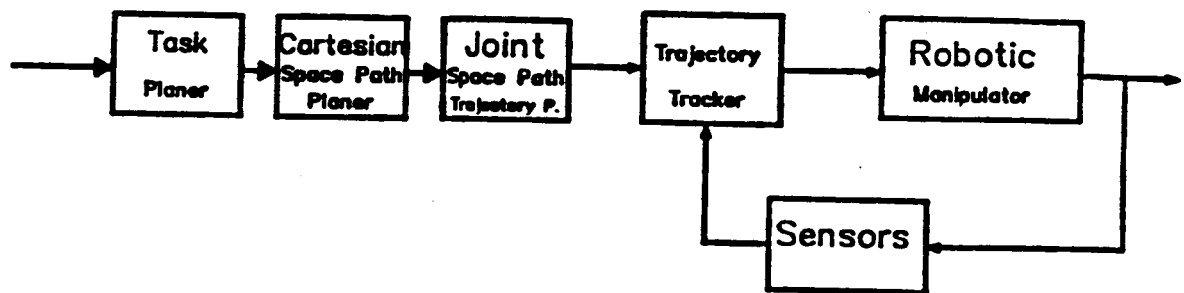 Task
Planer
Cartesian
Space Path
Planer
Joint
Space Path
Trajectory P.
Trajectory
Tracker
Robotic
Manipulator
Sensors